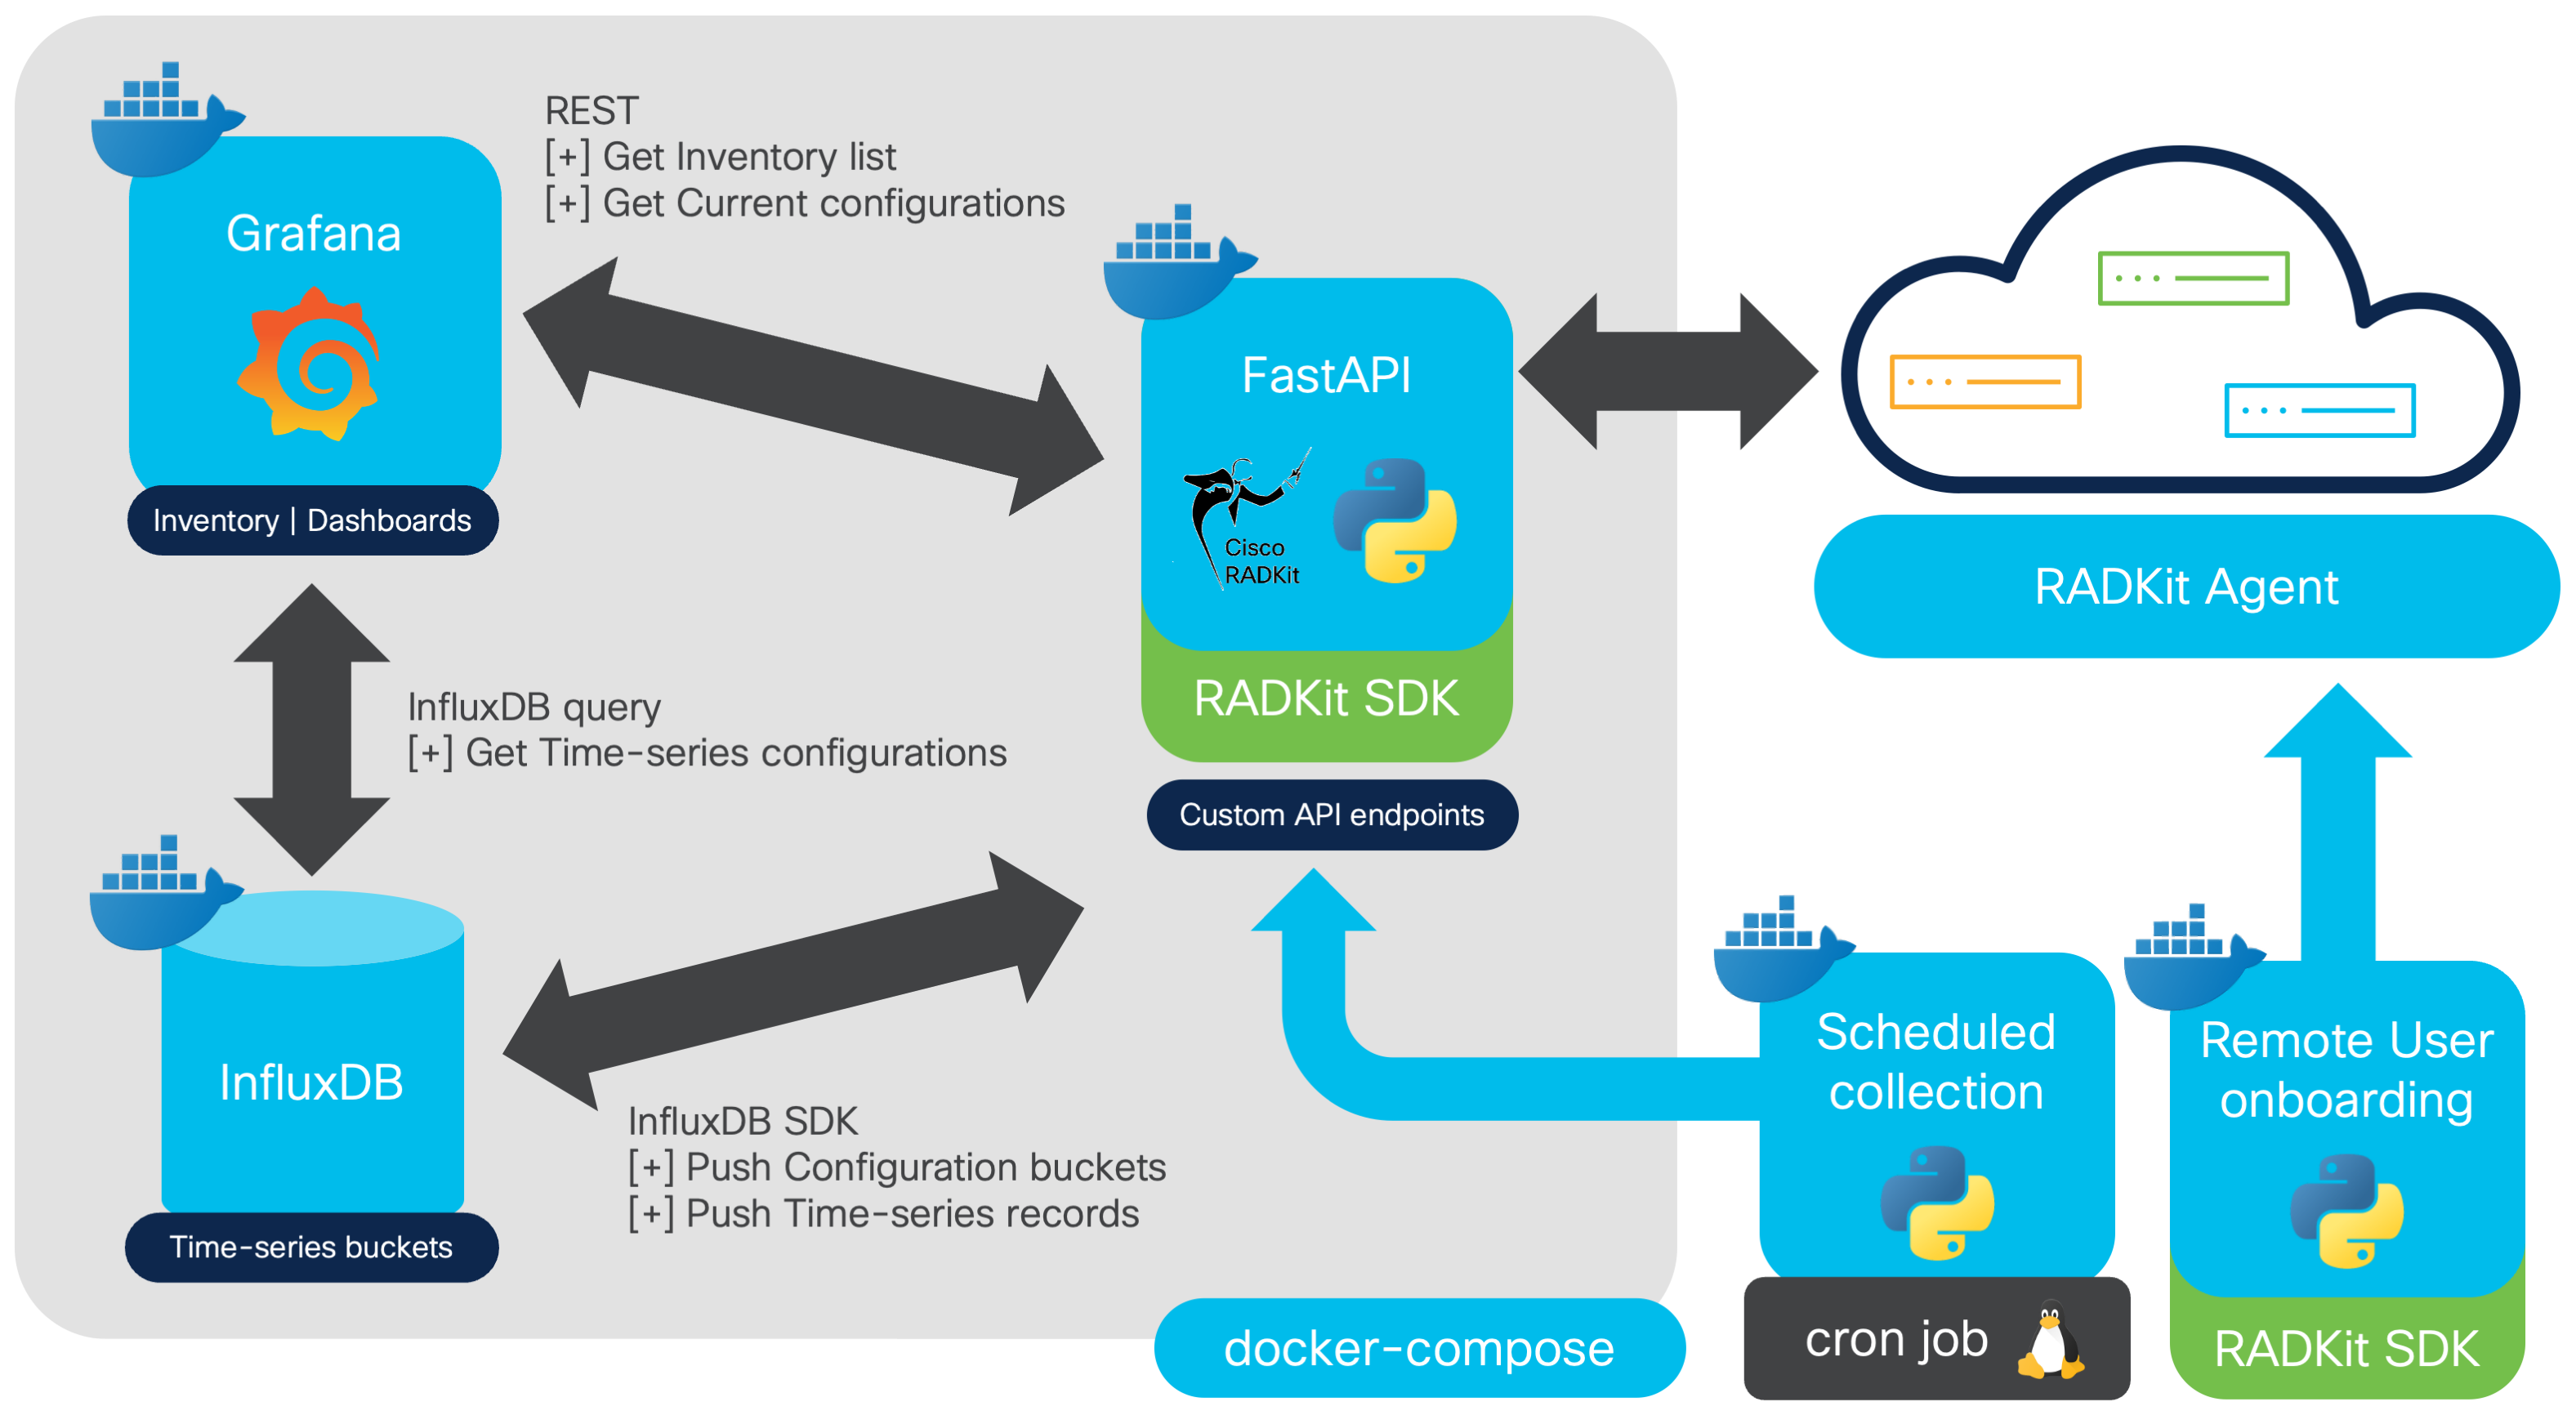 REST
[+] Get Inventory list
[+] Get Current configurations
Grafana
Inventory | Dashboards
FastAPI
Cisco
RADKit
RADKit SDK
Custom API endpoints
RADKit Agent
InfluxDB query
[+] Get Time-series configurations
InfluxDB
Time-series buckets
InfluxDB SDK
[+] Push Configuration buckets
[+] Push Time-series records
docker-compose
Scheduled
collection
cron job
Remote User
onboarding
RADKit SDK